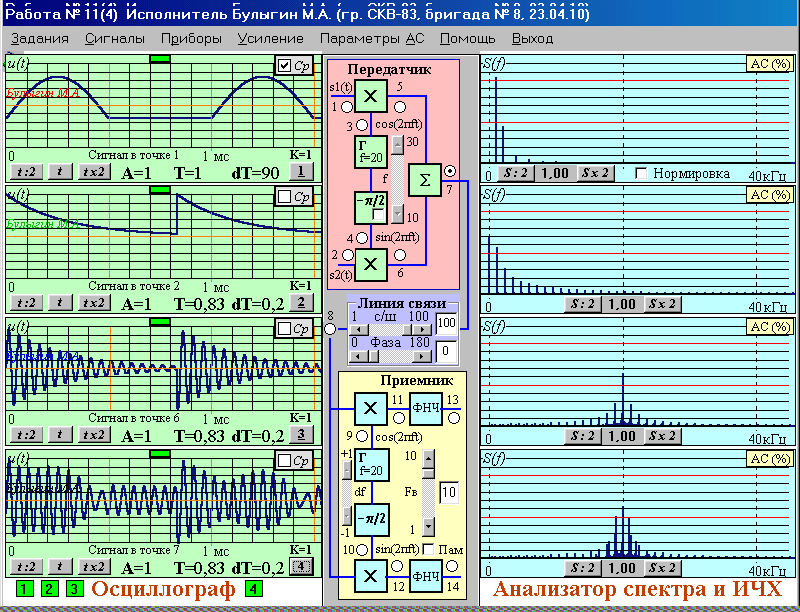 Работа №11(4) Исполнитель Булыгин М.А. (гр. СКВ-83, бригада №8, 23.04.10)
Задания Сигналы Приборы Усиление Параметры АС Помощь Выход
u(t) Ср
Булыгин М.А
0 Сигнал в точке 1 1 мс K=1
t:2 t tx2 A=1 T=1 dT=90 1
u(t) Ср
Булыгин М.А
0 Сигнал в точке 2 1 мс K=1
t:2 t tx2 A=1 T=0,83 dT=0,2 2
u(t) Ср
Булыгин М.А
0 Сигнал в точке 6 1 мс K=1
t:2 t tx2 A=1 T=0,83 dT=0,2 3
u(t) Ср
Булыгин М.А
0 Сигнал в точке 7 1 мс K=1
t:2 t tx2 A=1 T=0,83 dT=0,2 4
1 2 3 Осциллограф 4
Передатчик
s1(t) X 5
1
3 cos(2πft)
Г f=20 30
f Σ 7
-π/2 10
4 sin(2πft)
2 X
s2(t) 6
Линия связи
8 1 с/ш 100 100
0 Фаза 180 0
Приемник
X 11 ФНЧ 13
9 cos(2πft)
+1 Г f=20 10
df Fв 10
-π/2
-1 1
10 sin(2πft) Пам
X 12 ФНЧ 14
S(f) АС (%)
0 S:2 1,00 Sx2 Нормировка 40кГц
S(f) АС (%)
0 S:2 1,00 Sx2 40кГц
S(f) АС (%)
0 S:2 1,00 Sx2 40кГц
S(f) АС (%)
0 S:2 1,00 Sx2 40кГц
Анализатор спектра и ИЧХ